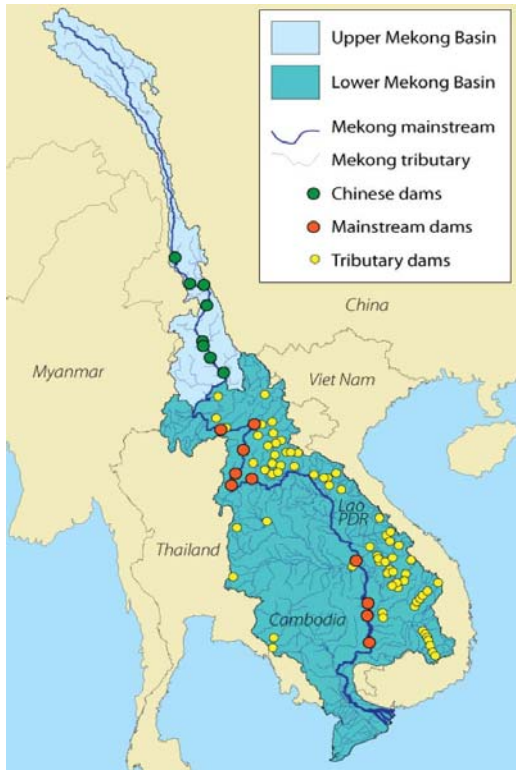 Upper Mekong Basin
Lower Mekong Basin
Mekong mainstream
Mekong tributary
Chinese dams
Mainstream dams
Tributary dams
China
Myanmar
Viet Nam
Lao
PDR
Thailand
Cambodia